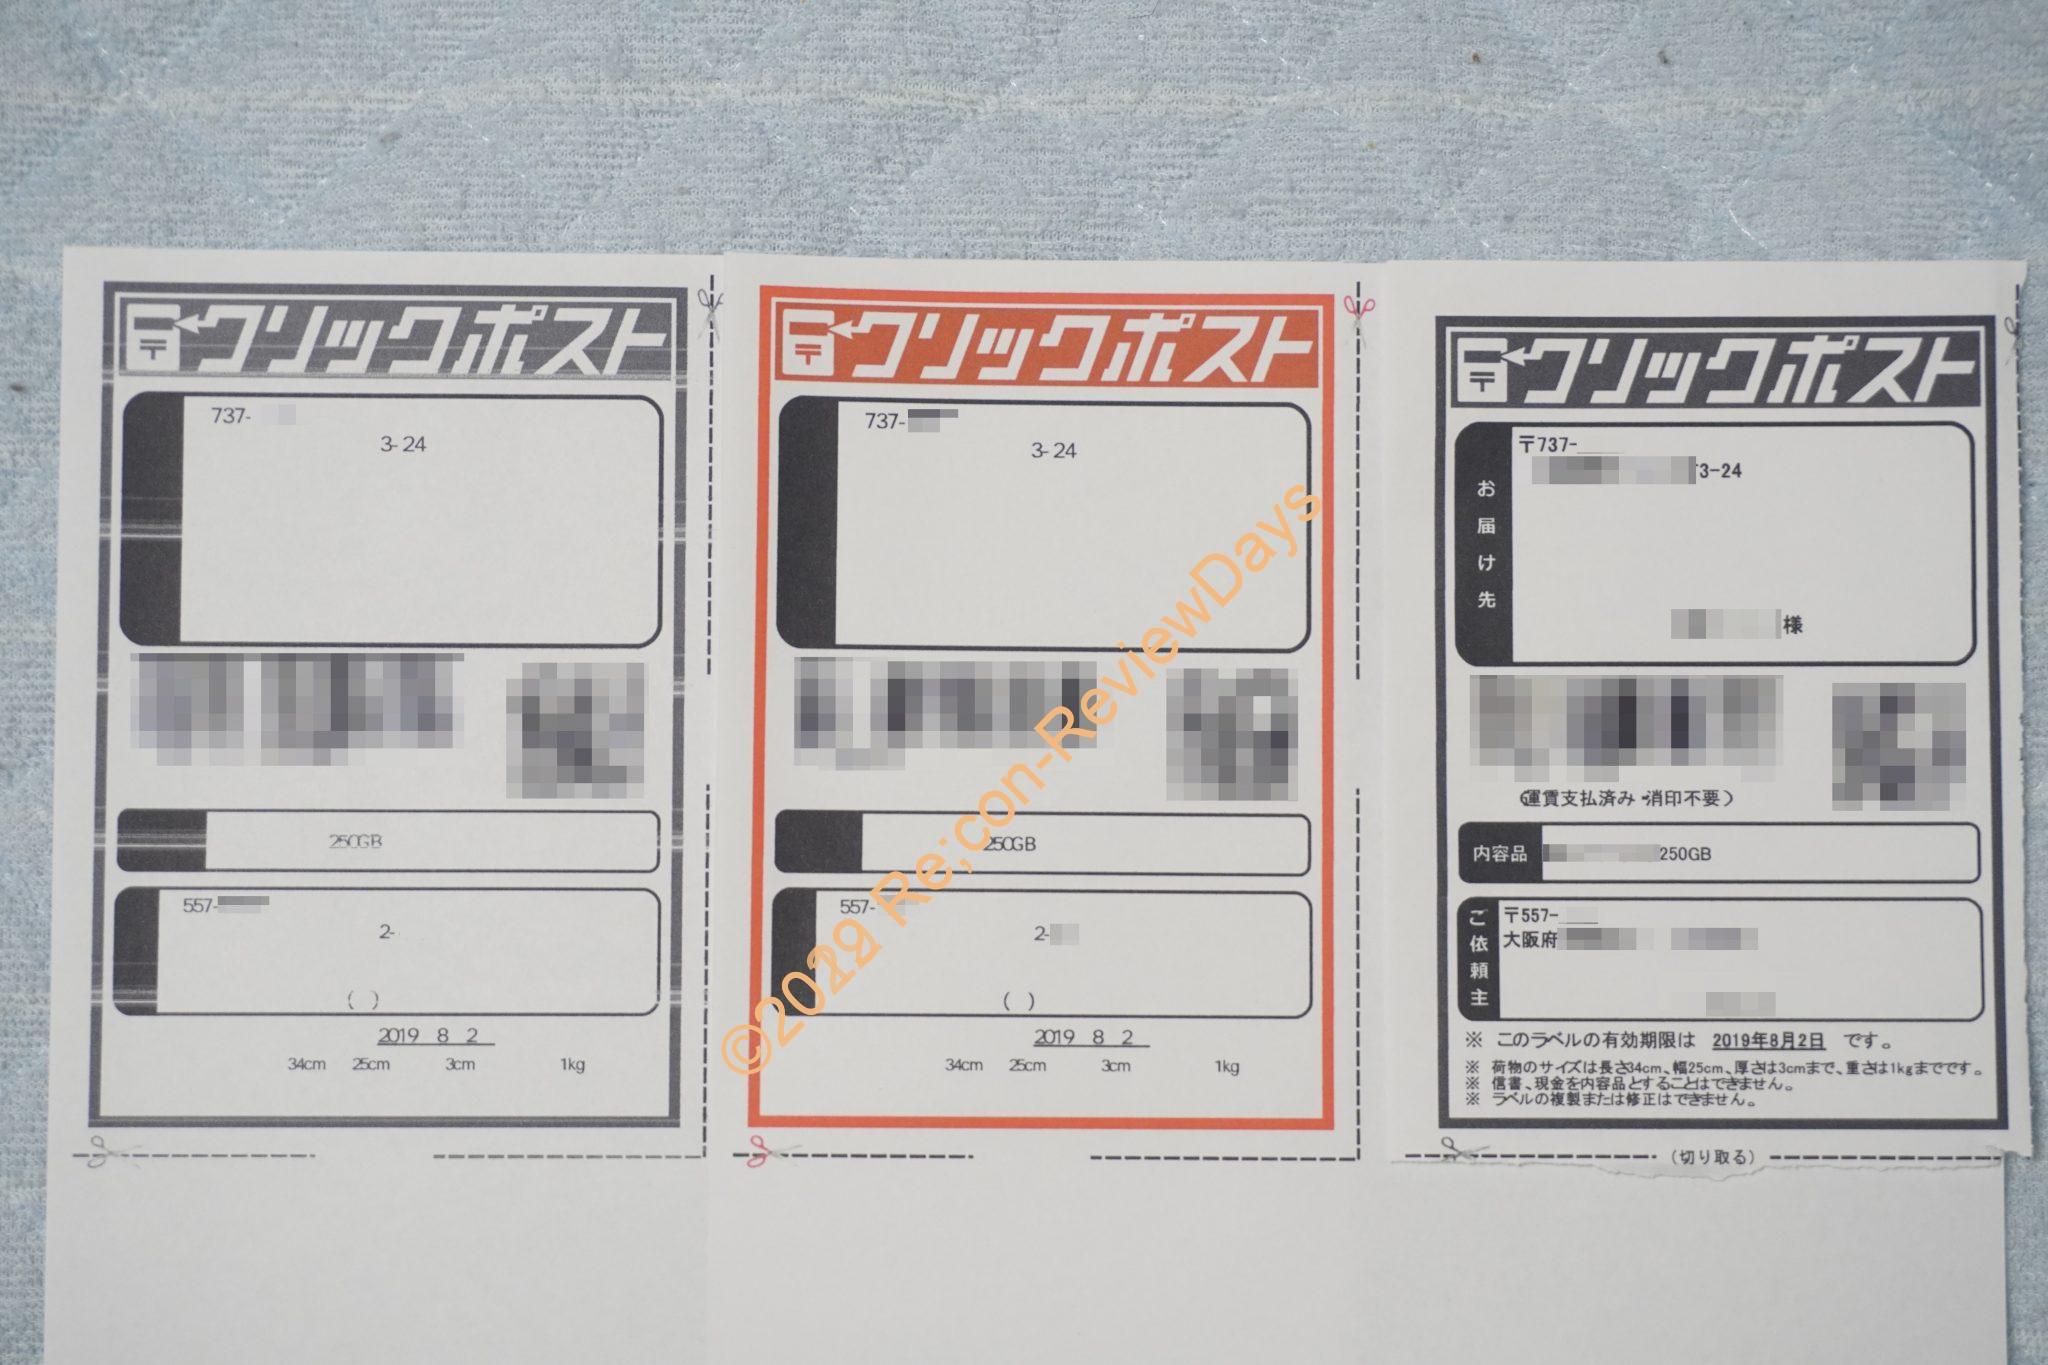 クリックポスト
737-
3-24
250GB
557-
2-
( )
2019 8 2
34cm 25cm 3cm 1kg
クリックポスト
737-
3-24
250GB
557-
2-
( )
2019 8 2
34cm 25cm 3cm 1kg
クリックポスト
お届け先
〒737-
3-24
様
(運賃支払済み・消印不要)
内容品
250GB
ご依頼主
〒557-
大阪府
※ このラベルの有効期限は 2019年8月2日 です。
※ 荷物のサイズは長さ34cm、幅25cm、厚さは3cmまで、重さは1kgまでです。
※ 信書、現金を内容品とすることはできません。
※ ラベルの複製または修正はできません。
(切り取る)
Re;con-ReviewDays